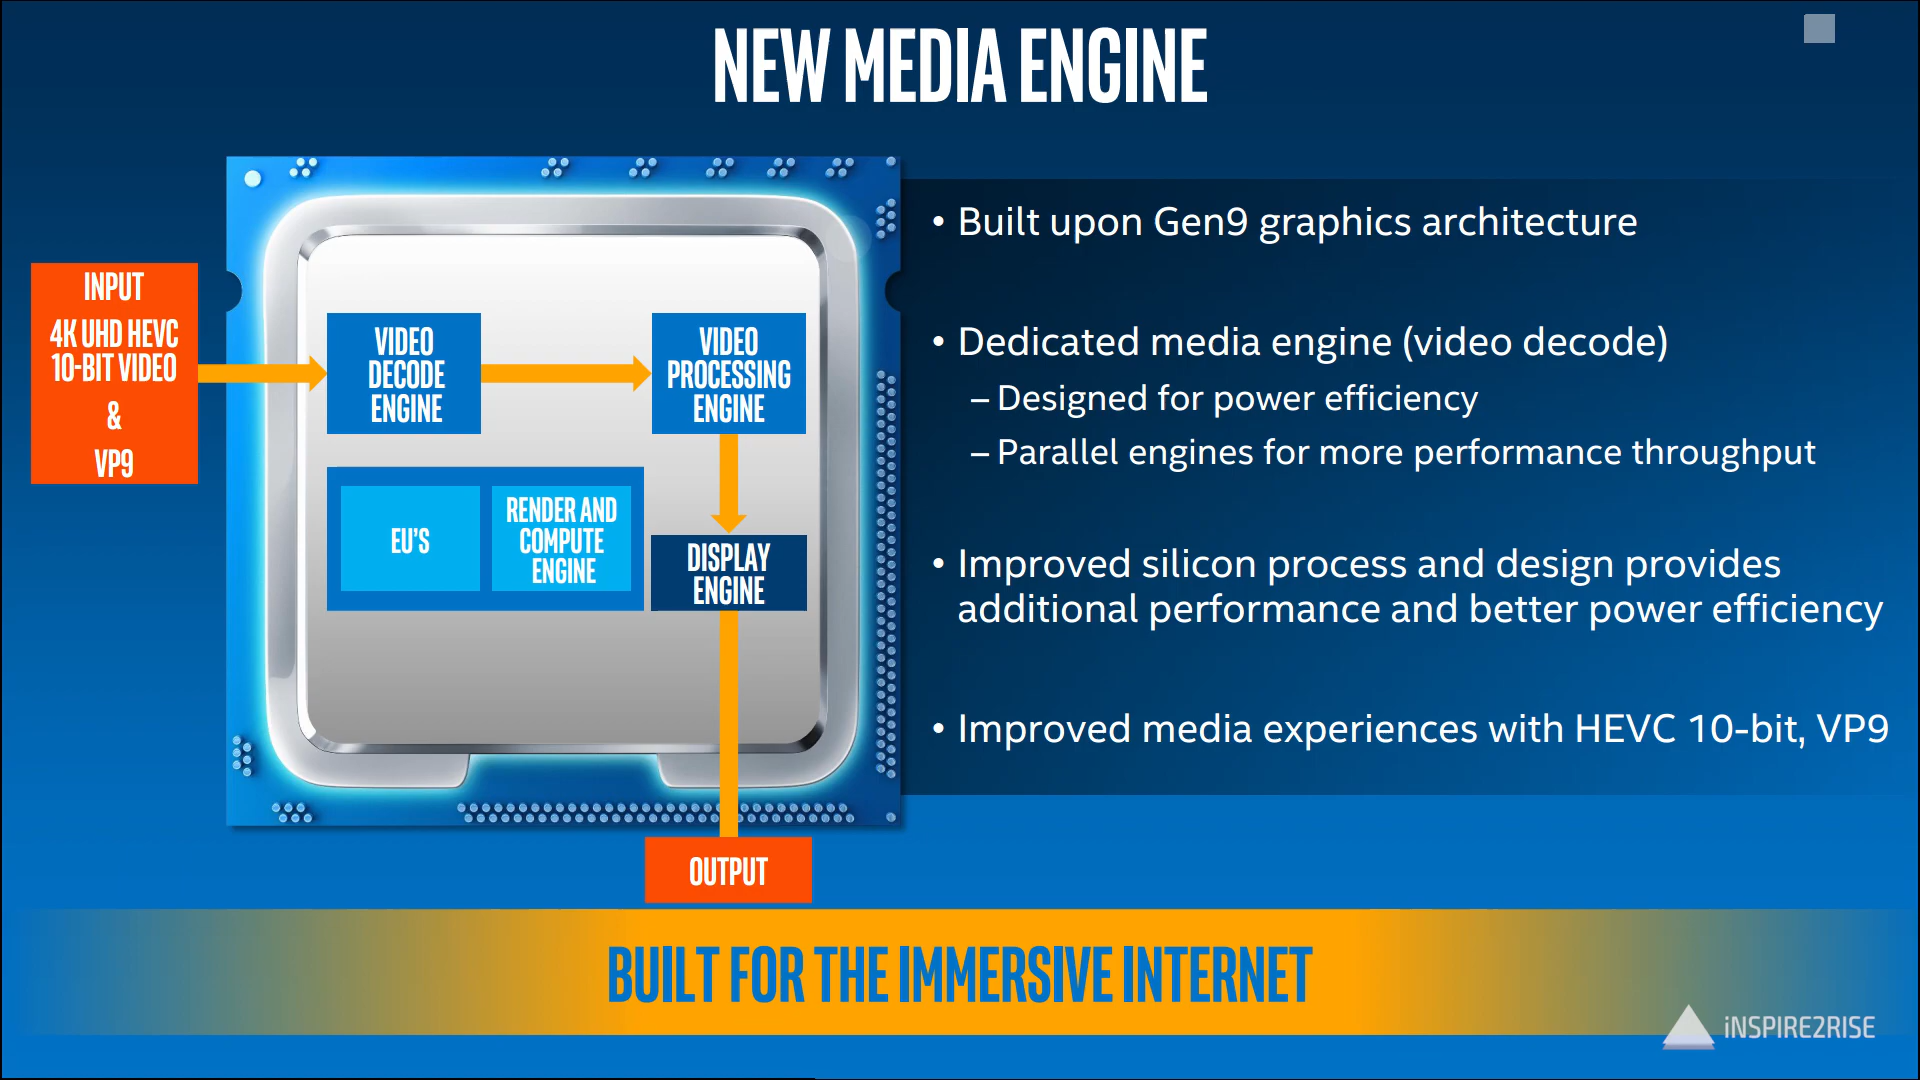 NEW MEDIA ENGINE
INPUT
4K UHD HEVC
10-BIT VIDEO
&
VP9
VIDEO
DECODE
ENGINE
VIDEO
PROCESSING
ENGINE
EU'S
RENDER AND
COMPUTE
ENGINE
DISPLAY
ENGINE
OUTPUT
• Built upon Gen9 graphics architecture
• Dedicated media engine (video decode)
– Designed for power efficiency
– Parallel engines for more performance throughput
• Improved silicon process and design provides
additional performance and better power efficiency
• Improved media experiences with HEVC 10-bit, VP9
BUILT FOR THE IMMERSIVE INTERNET
iNSPIRE2RISE